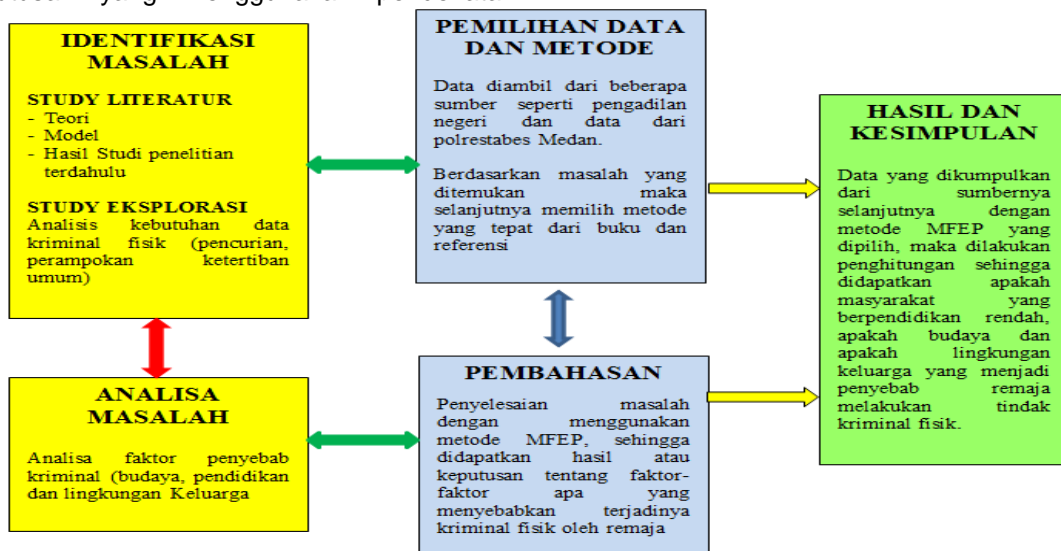 yang menggunakan
IDENTIFIKASI
MASALAH
STUDY LITERATUR
- Teori
- Model
- Hasil Studi penelitian
terdahulu
STUDY EKSPLORASI
Analisis kebutuhan data
kriminal fisik (pencurian,
perampokan ketertiban
umum)
PEMILIHAN DATA
DAN METODE
Data diambil dari beberapa
sumber seperti pengadilan
negeri dan data dari
polrestabes Medan.
Berdasarkan masalah yang
ditemukan maka
selanjutnya memilih metode
yang tepat dari buku dan
referensi
ANALISA
MASALAH
Analisa faktor penyebab
kriminal (budaya, pendidikan
dan lingkungan Keluarga
PEMBAHASAN
Penyelesaian masalah
dengan menggunakan
metode MFEP, sehingga
didapatkan hasil atau
keputusan tentang faktor-
faktor apa yang
menyebabkan terjadinya
kriminal fisik oleh remaja
HASIL DAN
KESIMPULAN
Data yang dikumpulkan
dari sumbernya
selanjutnya dengan
metode MFEP yang
dipilih, maka dilakukan
penghitungan sehingga
didapatkan apakah
masyarakat yang
berpendidikan rendah,
apakah budaya dan
apakah lingkungan
keluarga yang menjadi
penyebab remaja
melakukan tindak
kriminal fisik.